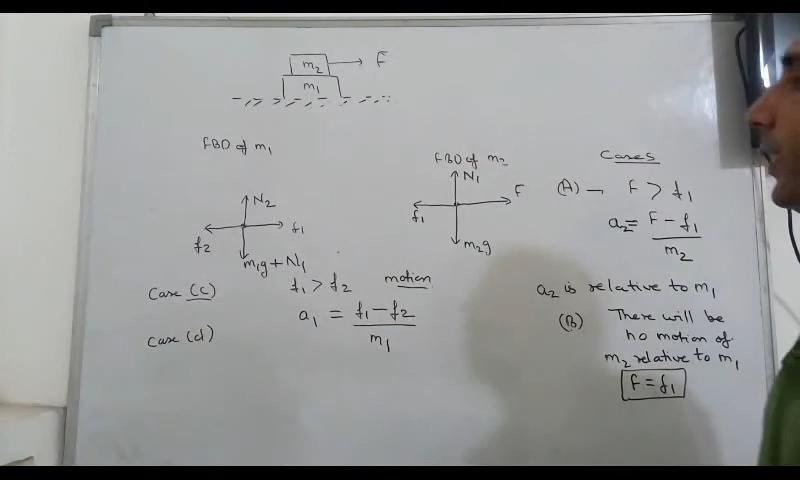 m₂ F
m₁
FBD of m₁
N₂
f₁
f₂
m₁g + N₁
FBD of m₂
N₁
F
f₁
m₂g
Cases
(A) → F > f₁
a₂ = F - f₁
m₂
a₂ is relative to m₁
(B) There will be
no motion of
m₂ relative to m₁
F = f₁
Case (c) f₁ > f₂ motion
a₁ = f₁ - f₂
m₁
Case (d)